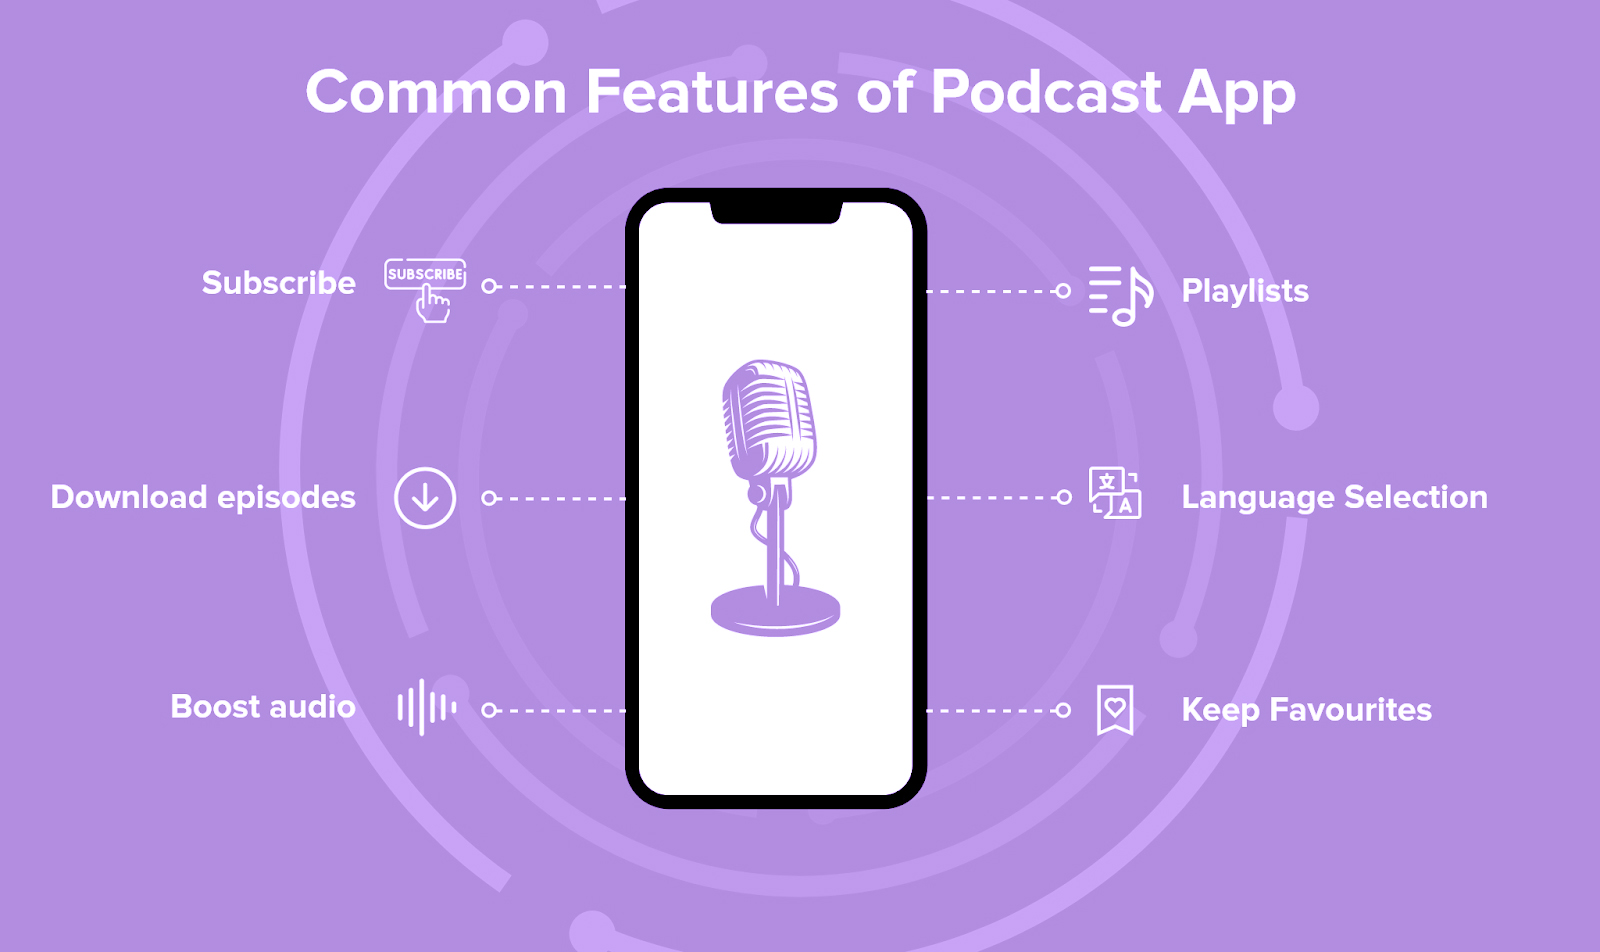 Common Features of Podcast App
Subscribe
SUBSCRIBE
Playlists
Download episodes
文
A
Language Selection
Boost audio
Keep Favourites